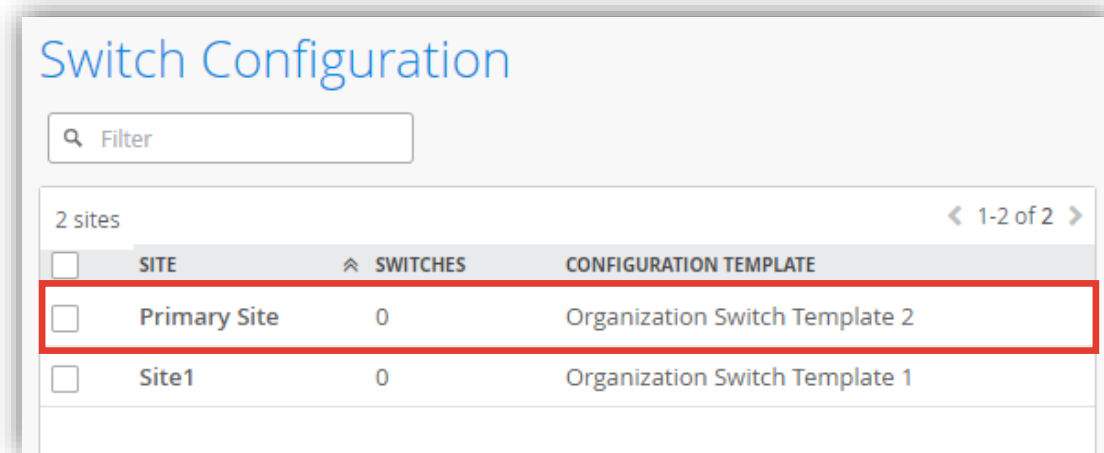 Switch Configuration
Filter
2 sites 1-2 of 2
SITE SWITCHES CONFIGURATION TEMPLATE
Primary Site 0 Organization Switch Template 2
Site1 0 Organization Switch Template 1